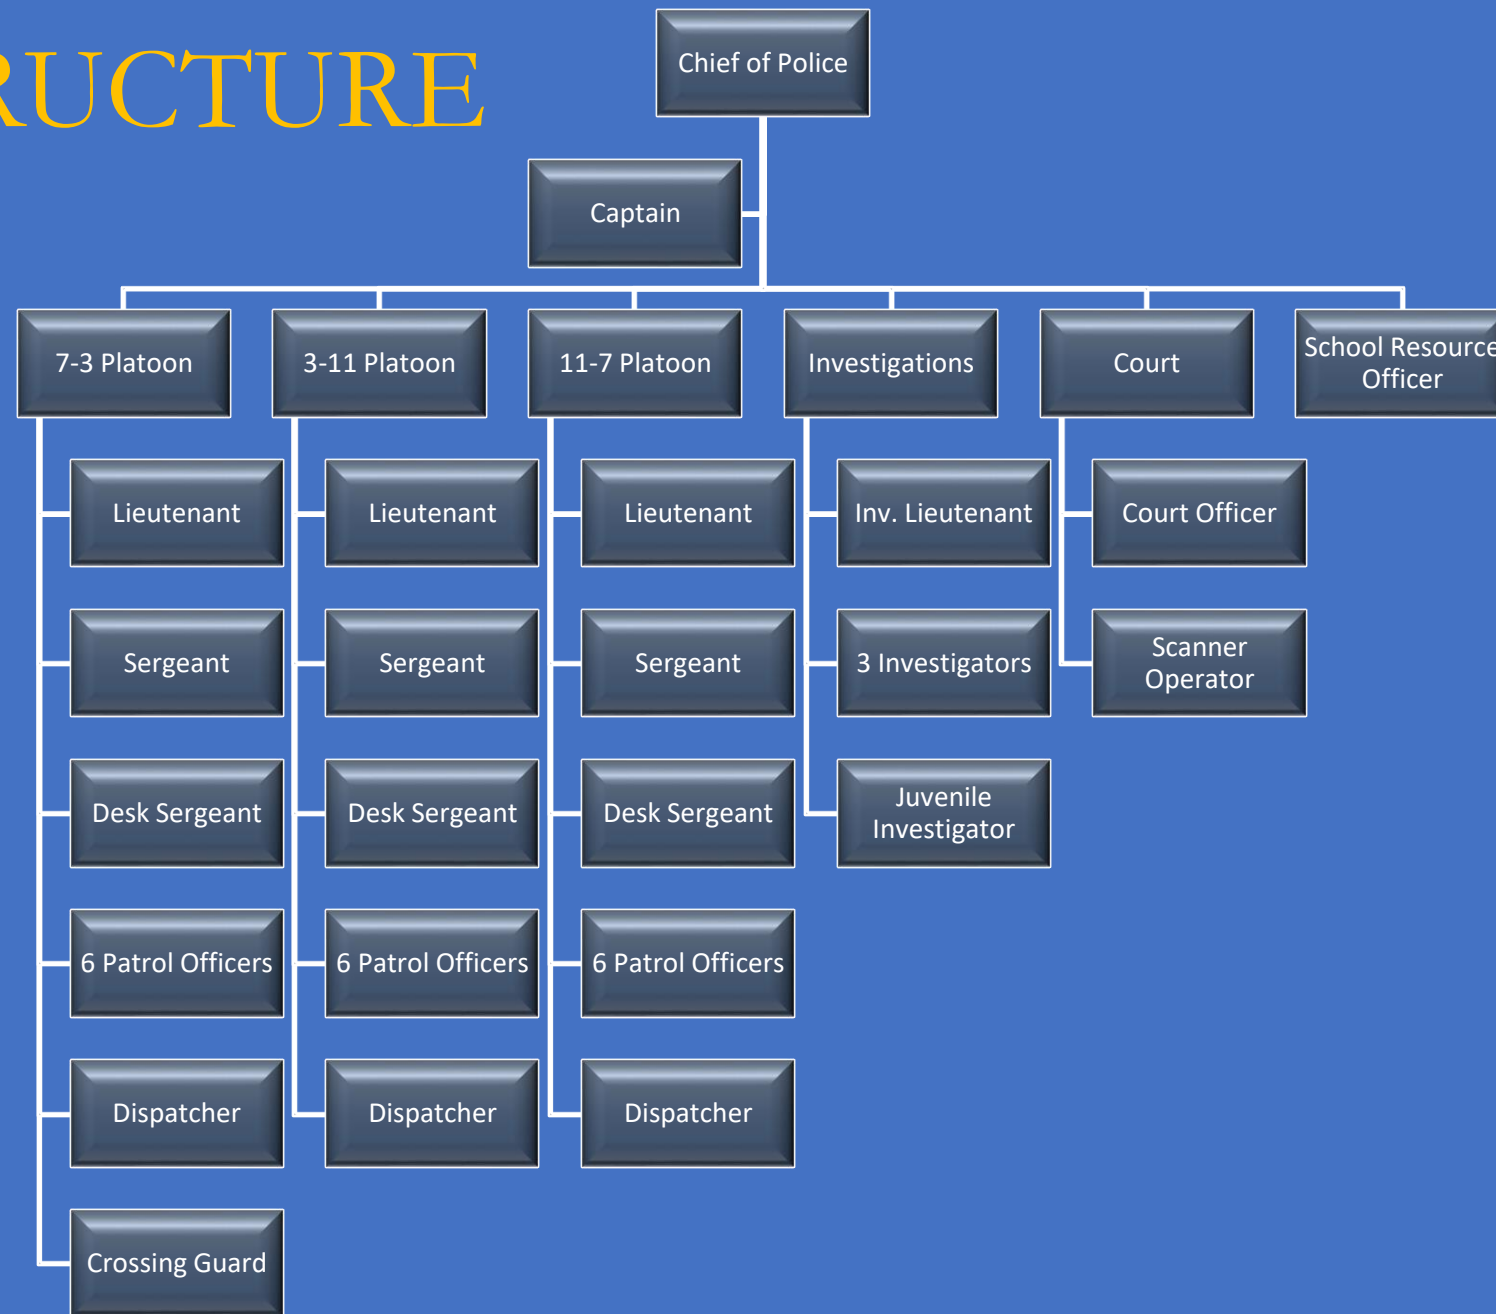 RUCTURE
Chief of Police
Captain
7-3 Platoon
3-11 Platoon
11-7 Platoon
Investigations
Court
School Resource
Officer
Lieutenant
Lieutenant
Lieutenant
Inv. Lieutenant
Court Officer
Sergeant
Sergeant
Sergeant
3 Investigators
Scanner
Operator
Desk Sergeant
Desk Sergeant
Desk Sergeant
Juvenile
Investigator
6 Patrol Officers
6 Patrol Officers
6 Patrol Officers
Dispatcher
Dispatcher
Dispatcher
Crossing Guard